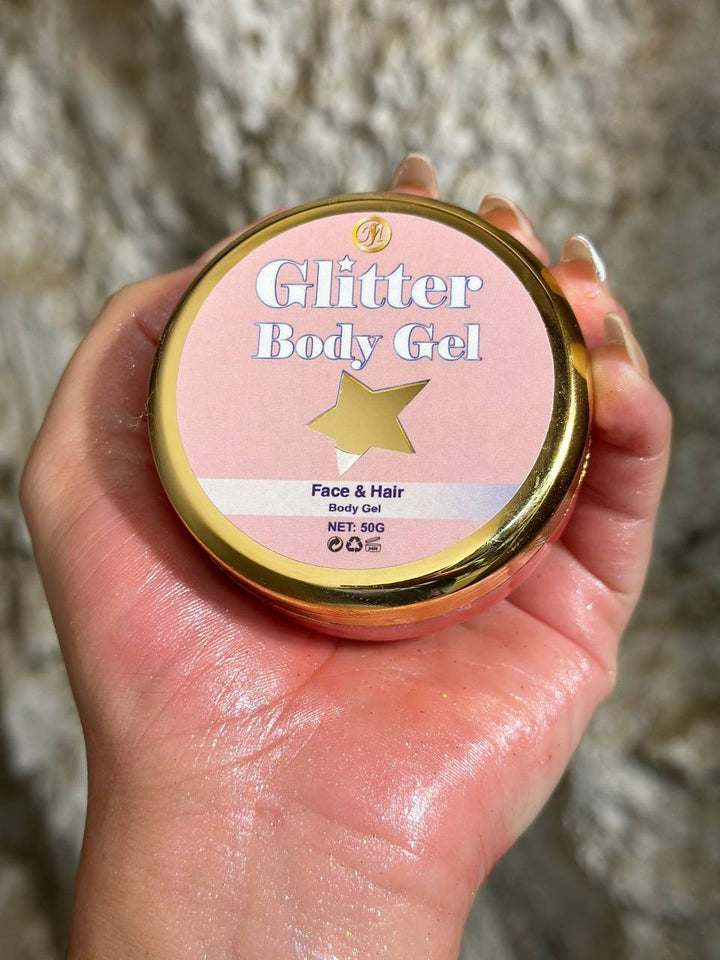 Glitter
Body Gel
Face & Hair
Body Gel
NET: 50G